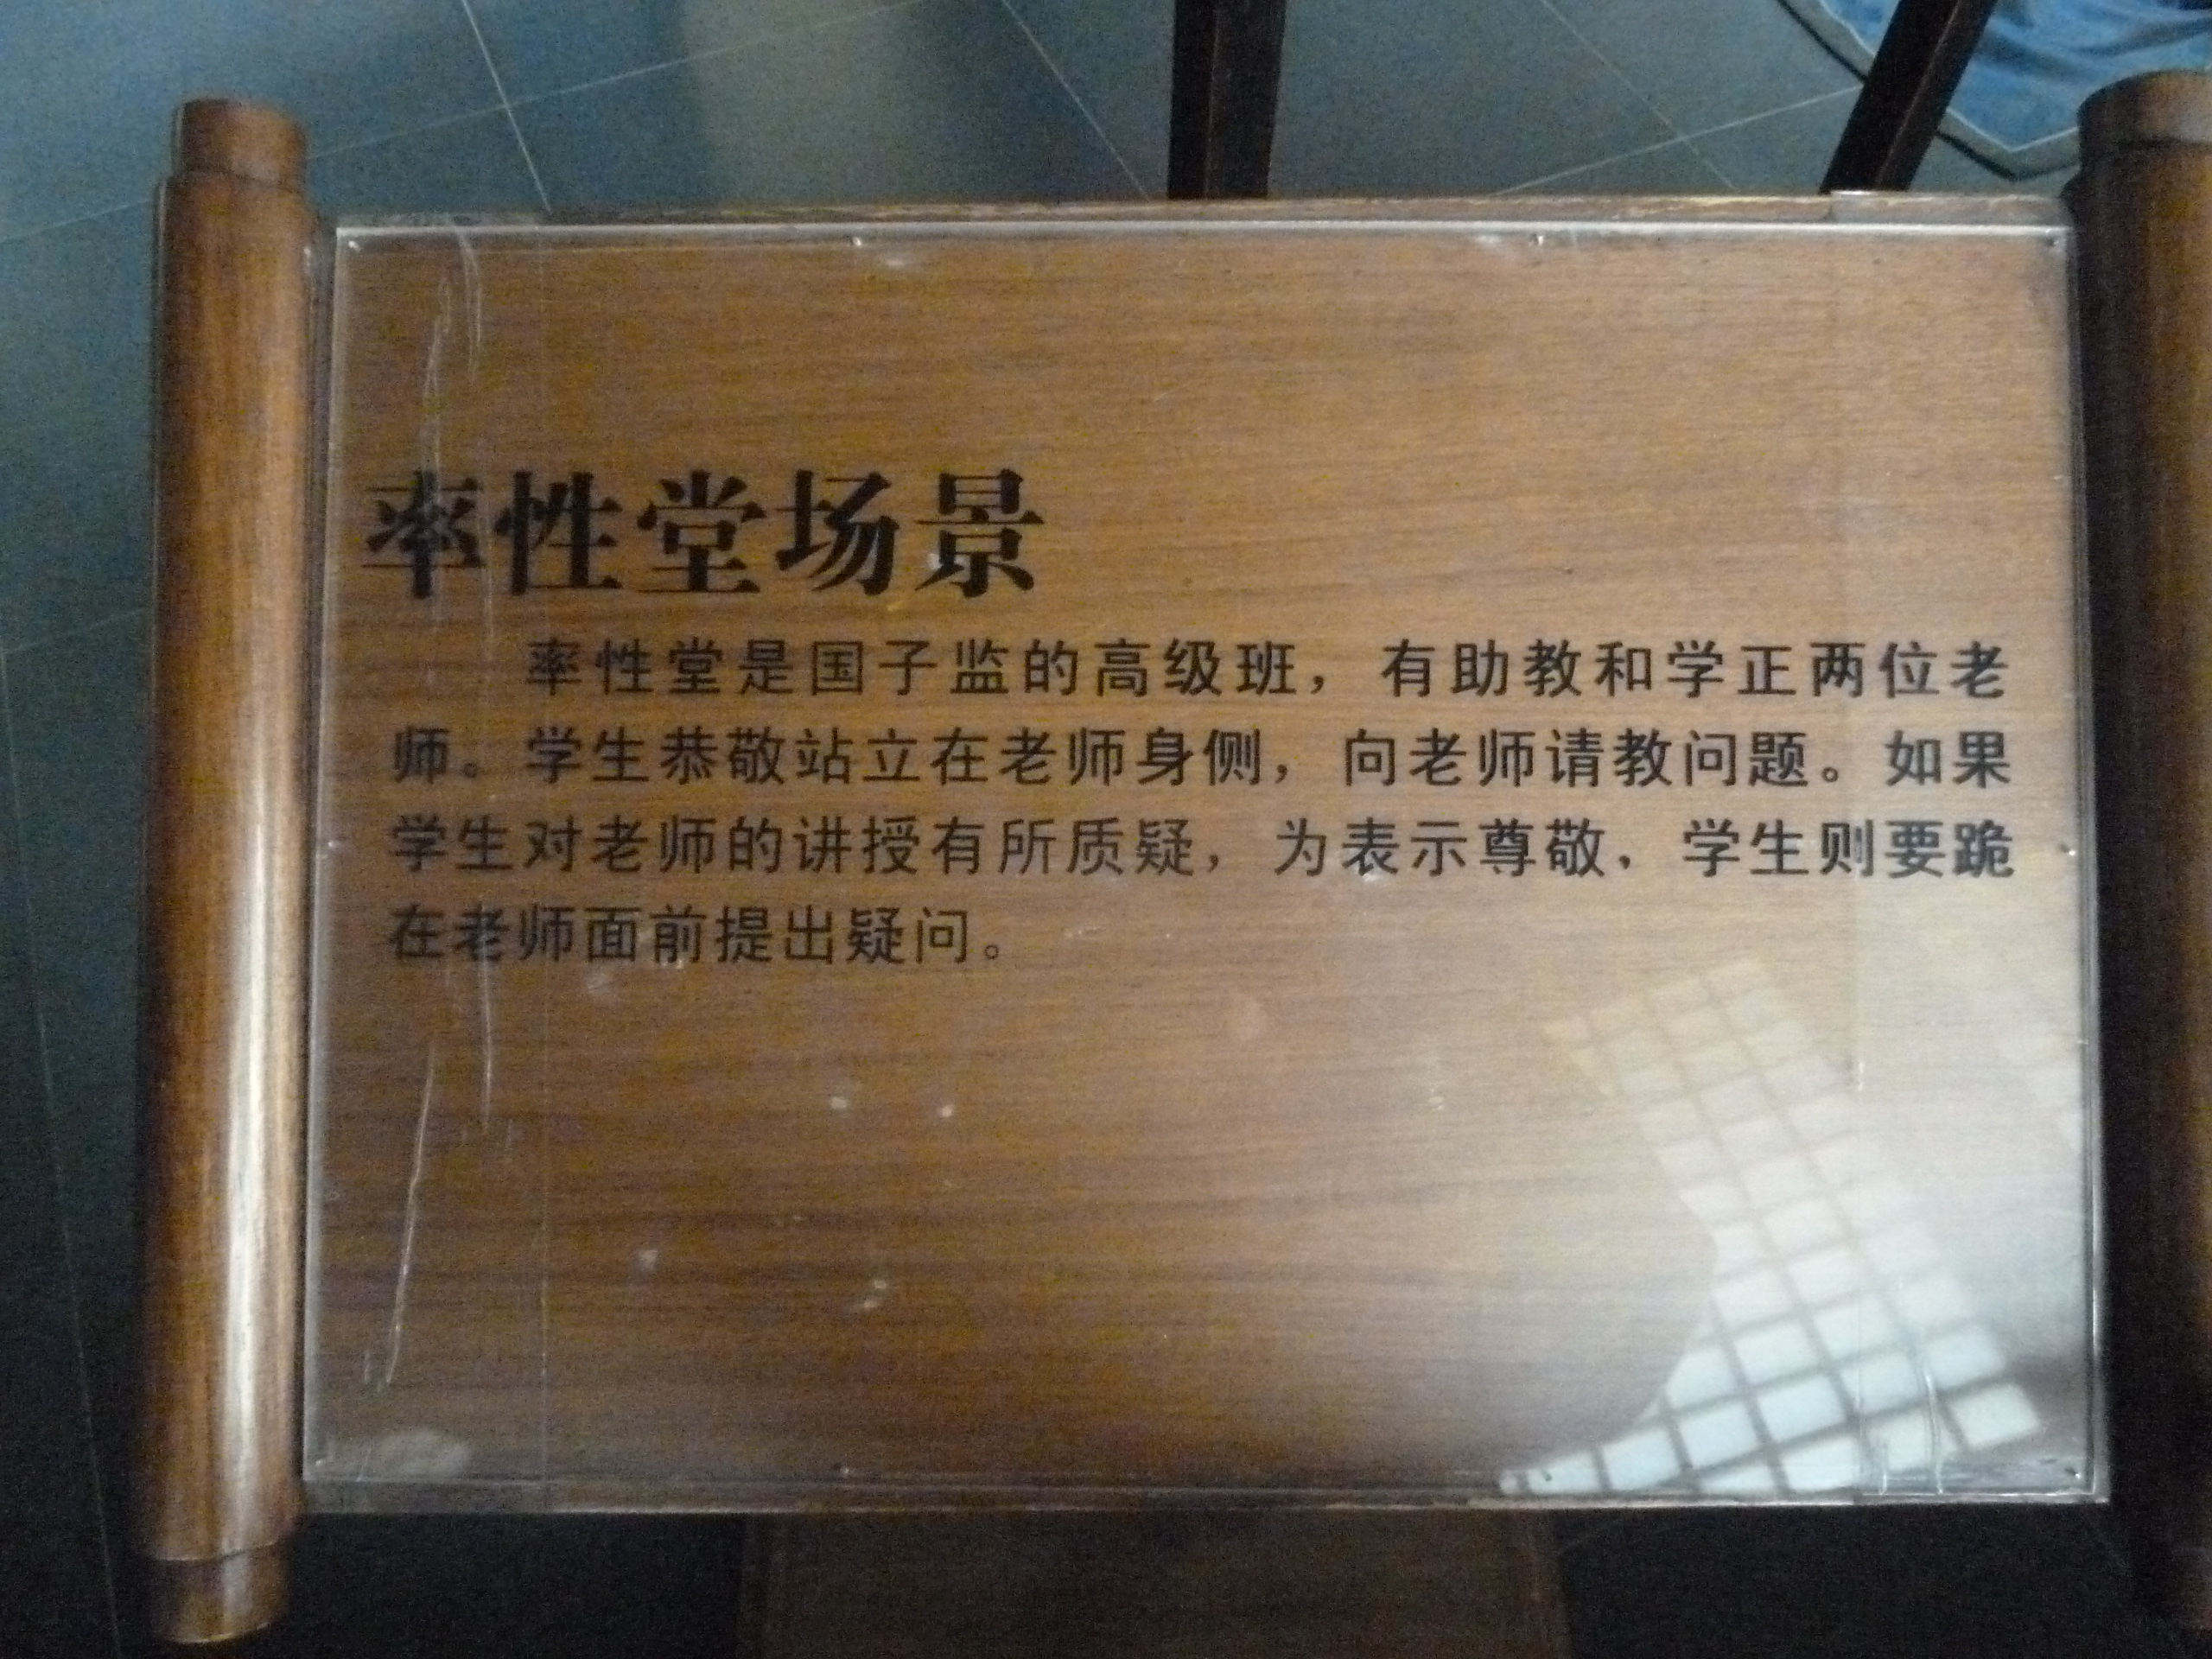 率性堂场景
率性堂是国子监的高级班，有助教和学正两位老
师。学生恭敬站立在老师身侧，向老师请教问题。如果
学生对老师的讲授有所质疑，为表示尊敬，学生则要跪
在老师面前提出疑问。